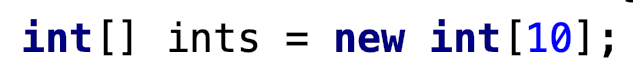 int[] ints = new int[10];